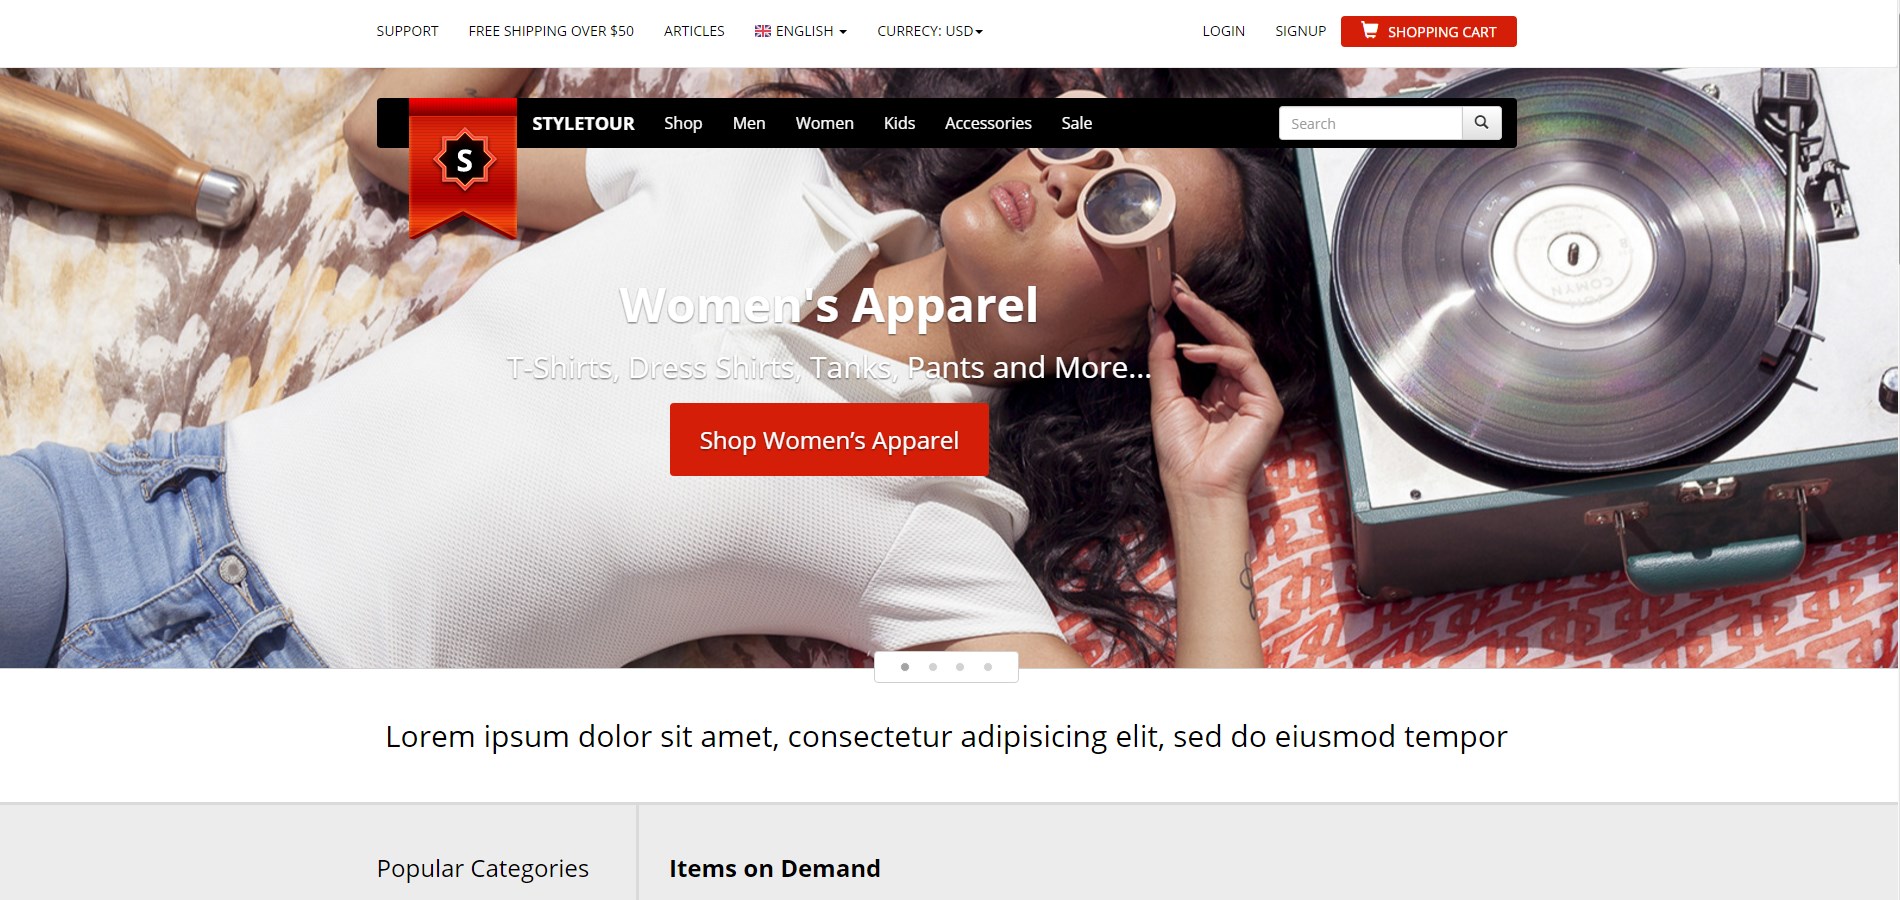 SUPPORT FREE SHIPPING OVER $50 ARTICLES ENGLISH CURRECY: USD LOGIN SIGNUP SHOPPING CART
S
STYLETOUR Shop Men Women Kids Accessories Sale Search
Women's Apparel
T-Shirts, Dress Shirts, Tanks, Pants and More...
Shop Women’s Apparel
Lorem ipsum dolor sit amet, consectetur adipisicing elit, sed do eiusmod tempor
Popular Categories
Items on Demand